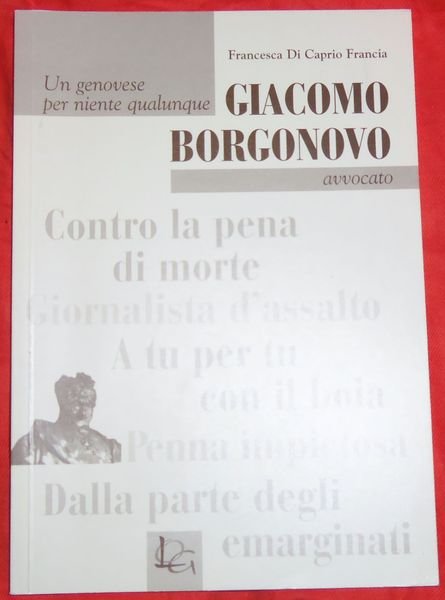 Francesca Di Caprio Francia
Un genovese
per niente qualunque
GIACOMO
BORGONOVO
avvocato
Contro la pena
di morte
Giornalista d'assalto
A tu per tu
con il boia
Penna impietosa
Dalla parte degli
emarginati